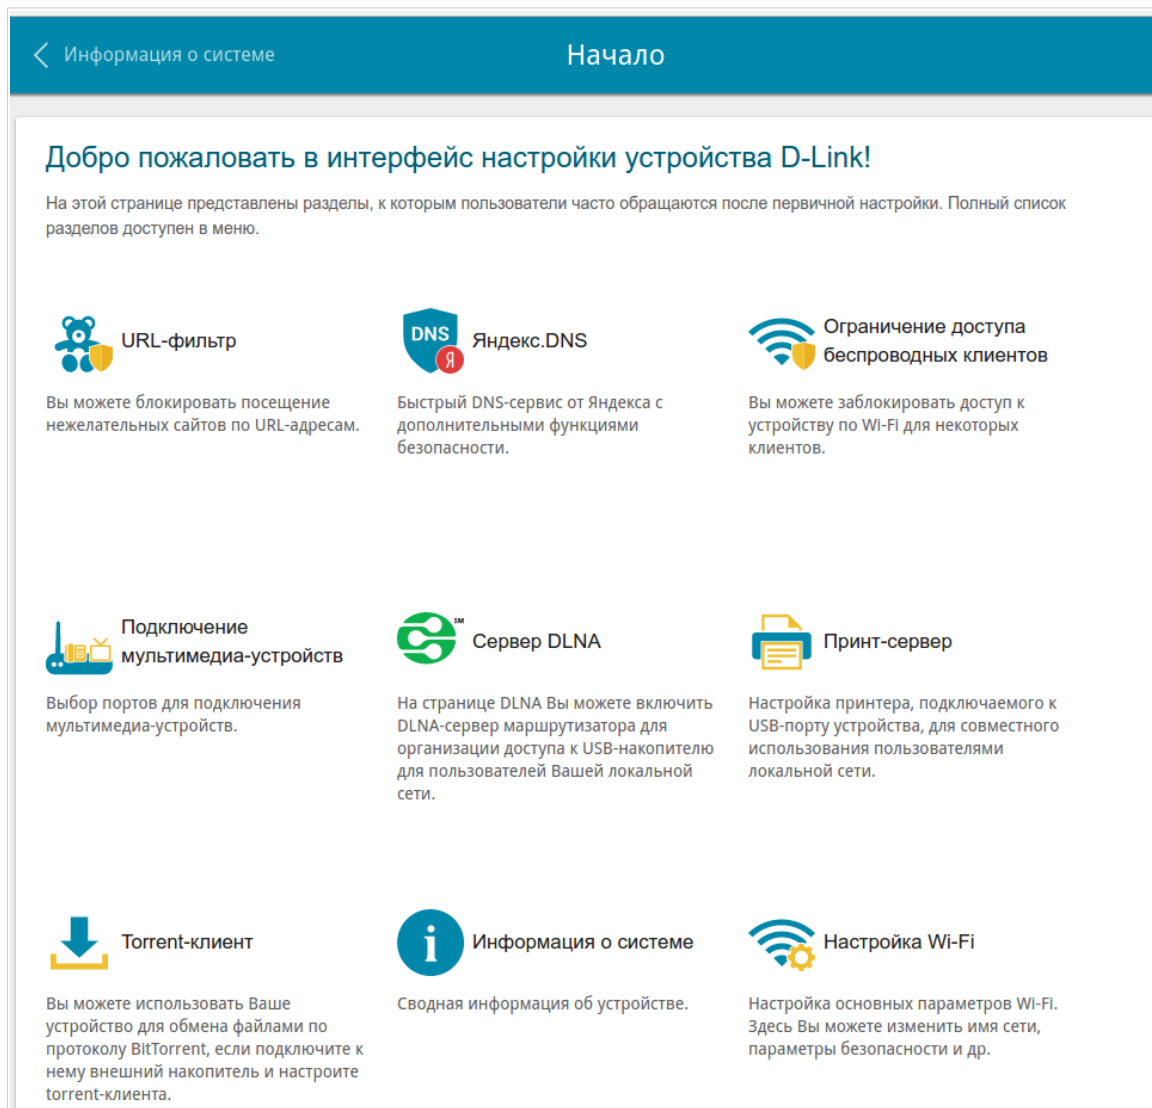 Информация о системе
Начало
Добро пожаловать в интерфейс настройки устройства D-Link!
На этой странице представлены разделы, к которым пользователи часто обращаются после первичной настройки. Полный список
разделов доступен в меню.
URL-фильтр
Вы можете блокировать посещение
нежелательных сайтов по URL-адресам.
DNS
Я
Яндекс.DNS
Быстрый DNS-сервис от Яндекса с
дополнительными функциями
безопасности.
Ограничение доступа
беспроводных клиентов
Вы можете заблокировать доступ к
устройству по Wi-Fi для некоторых
клиентов.
Подключение
мультимедиа-устройств
Выбор портов для подключения
мультимедиа-устройств.
SM
Сервер DLNA
На странице DLNA Вы можете включить
DLNA-сервер маршрутизатора для
организации доступа к USB-накопителю
для пользователей Вашей локальной
сети.
Принт-сервер
Настройка принтера, подключаемого к
USB-порту устройства, для совместного
использования пользователями
локальной сети.
Torrent-клиент
Вы можете использовать Ваше
устройство для обмена файлами по
протоколу BitTorrent, если подключите к
нему внешний накопитель и настроите
torrent-клиента.
i
Информация о системе
Сводная информация об устройстве.
Настройка Wi-Fi
Настройка основных параметров Wi-Fi.
Здесь Вы можете изменить имя сети,
параметры безопасности и др.